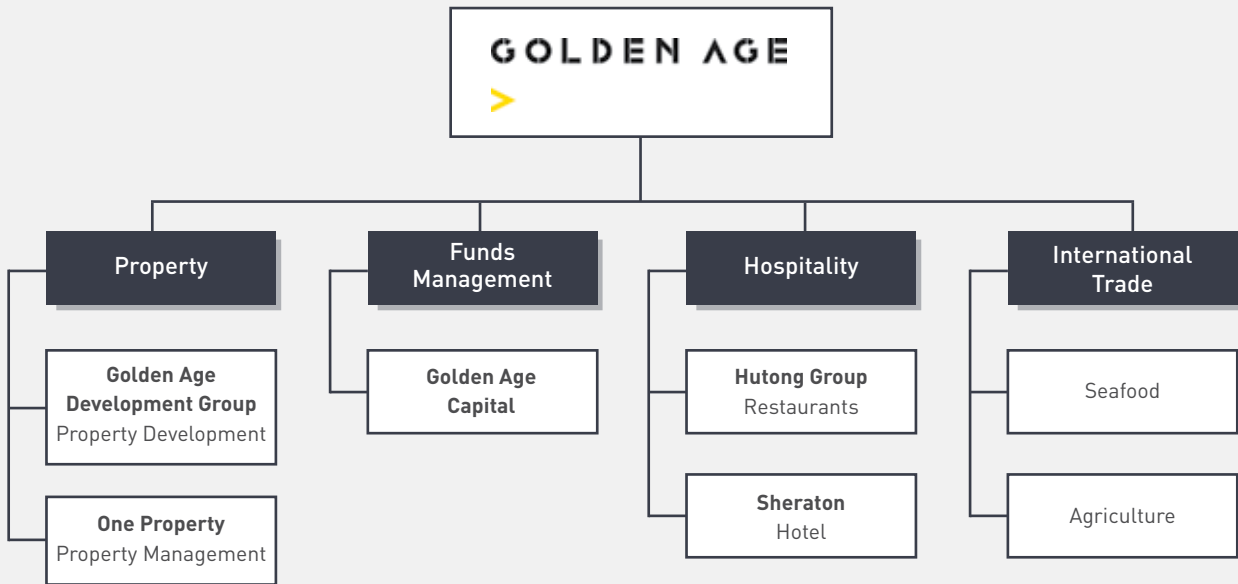 GOLDEN AGE
>
Property
Funds
Management
Hospitality
International
Trade
Golden Age
Development Group
Property Development
One Property
Property Management
Golden Age
Capital
Hutong Group
Restaurants
Sheraton
Hotel
Seafood
Agriculture